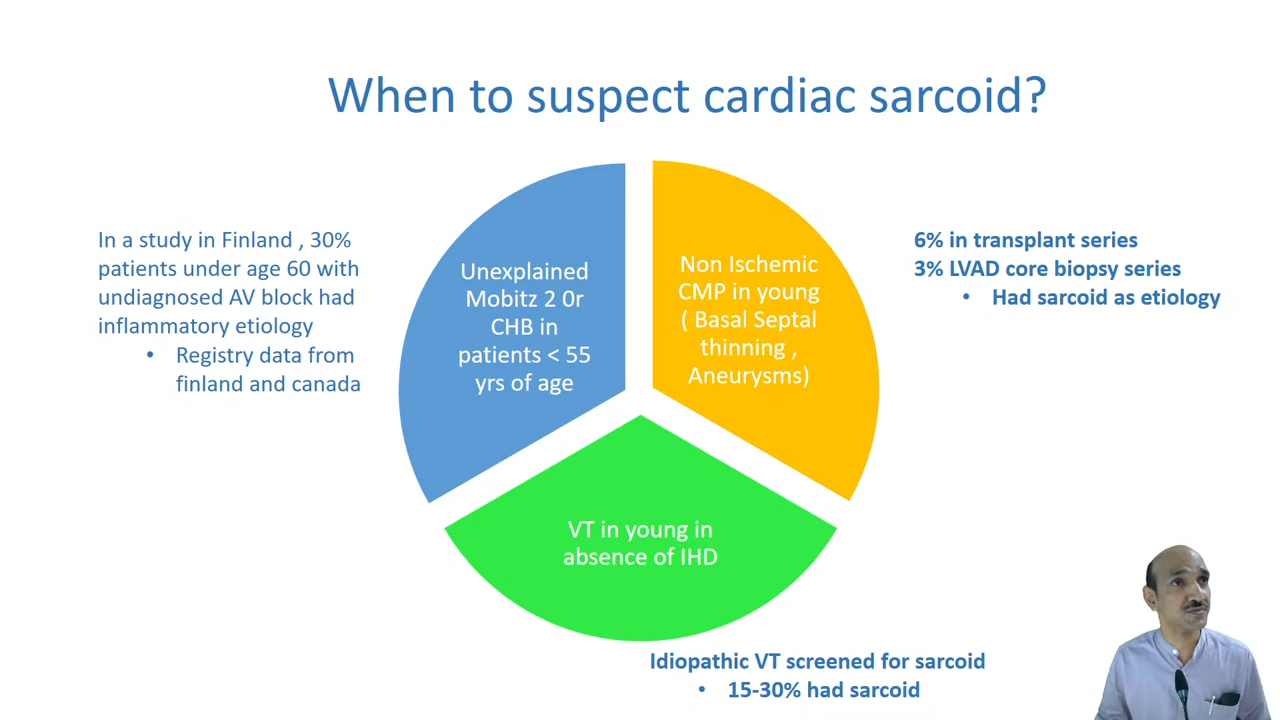 When to suspect cardiac sarcoid?
In a study in Finland , 30%
patients under age 60 with
undiagnosed AV block had
inflammatory etiology
• Registry data from
finland and canada
Unexplained
Mobitz 2 0r
CHB in
patients < 55
yrs of age
Non Ischemic
CMP in young
( Basal Septal
thinning ,
Aneurysms)
6% in transplant series
3% LVAD core biopsy series
• Had sarcoid as etiology
VT in young in
absence of IHD
Idiopathic VT screened for sarcoid
• 15-30% had sarcoid